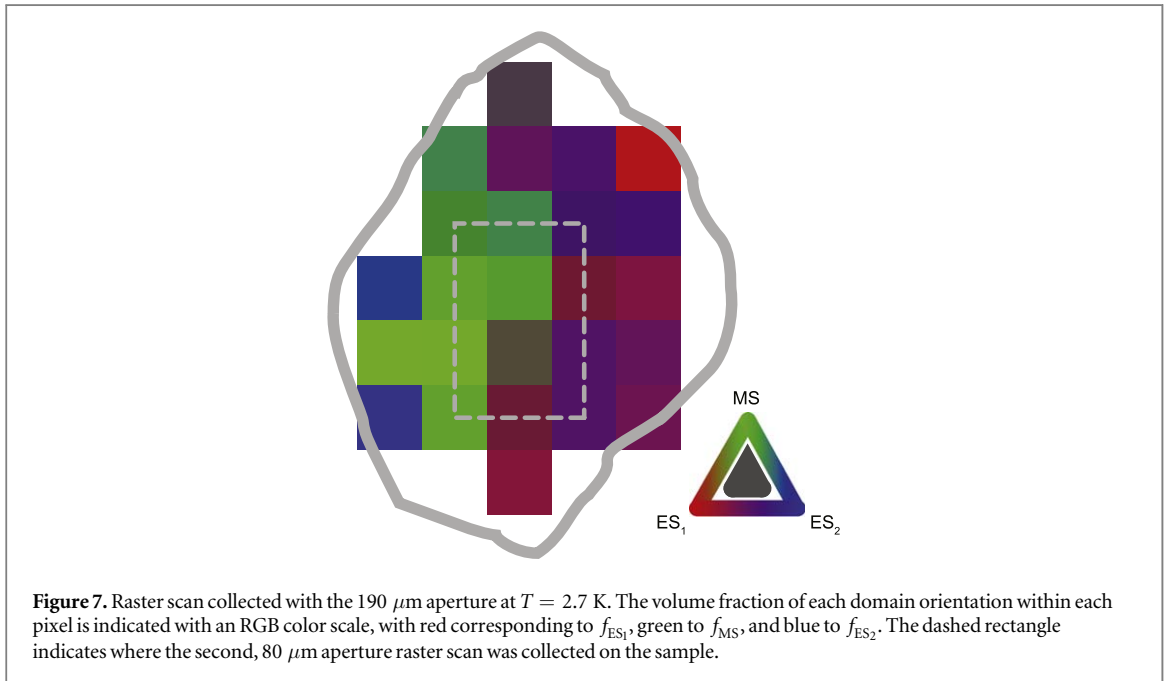 MS
ES₁
ES₂
Figure 7. Raster scan collected with the 190 μm aperture at T = 2.7 K. The volume fraction of each domain orientation within each
pixel is indicated with an RGB color scale, with red corresponding to f_ES₁, green to f_MS, and blue to f_ES₂. The dashed rectangle
indicates where the second, 80 μm aperture raster scan was collected on the sample.